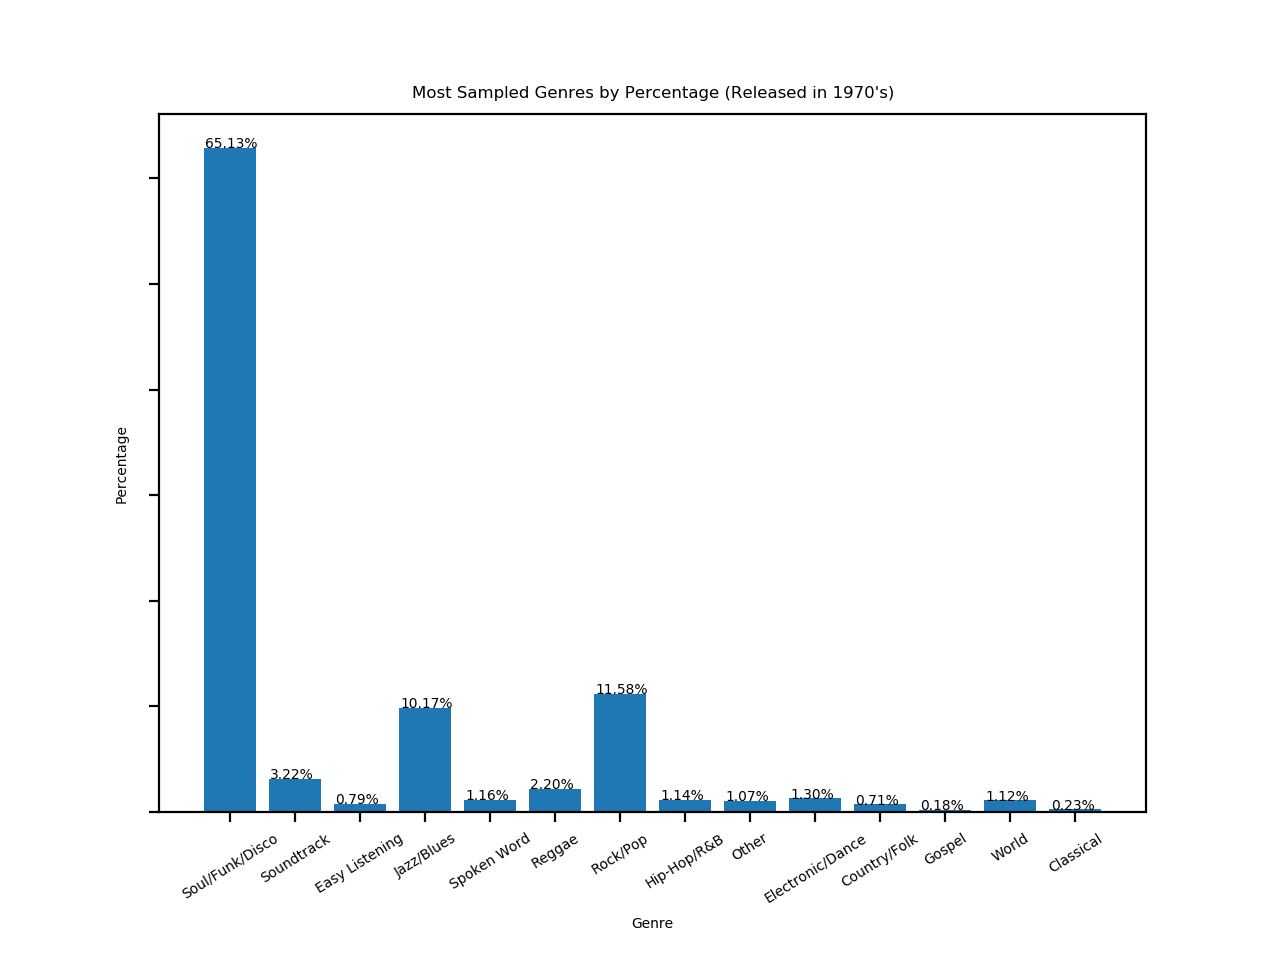 Most Sampled Genres by Percentage (Released in 1970's)
Percentage
65.13%
3.22%
0.79%
10.17%
1.16%
2.20%
11.58%
1.14%
1.07%
1.30%
0.71%
0.18%
1.12%
0.23%
Soul/Funk/Disco
Soundtrack
Easy Listening
Jazz/Blues
Spoken Word
Reggae
Rock/Pop
Hip-Hop/R&B
Other
Electronic/Dance
Country/Folk
Gospel
World
Classical
Genre